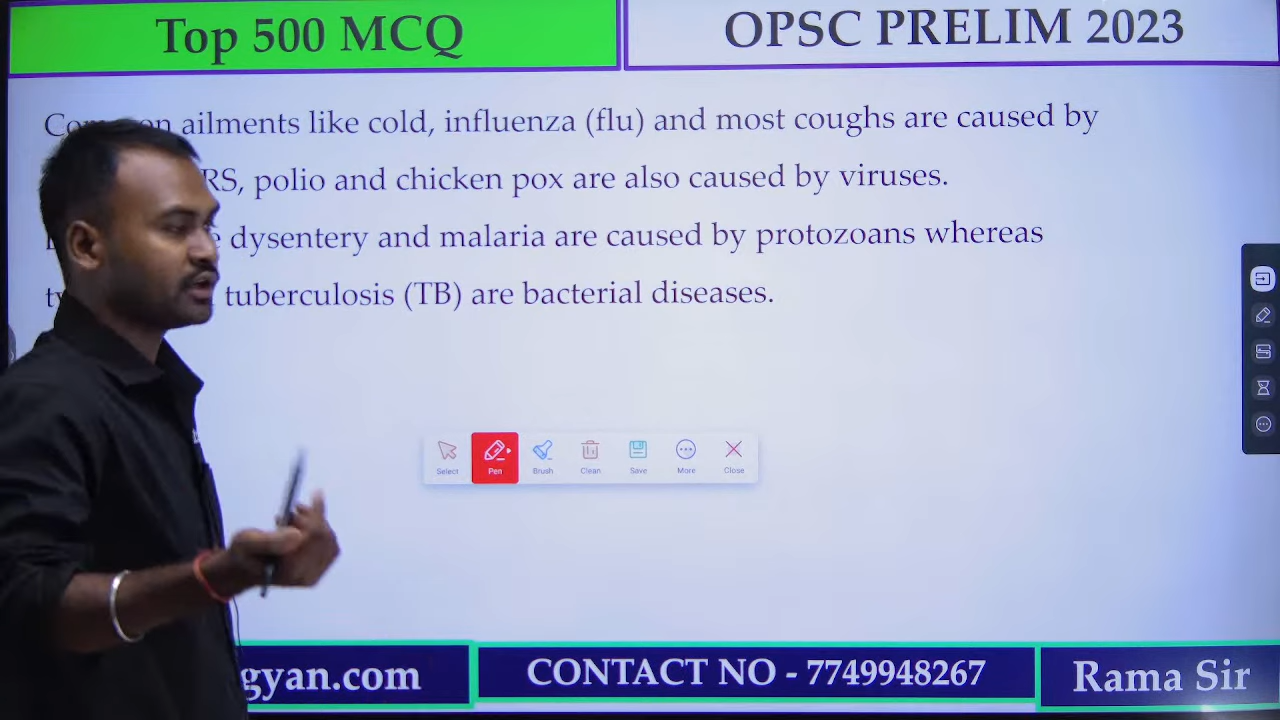 Top 500 MCQ
OPSC PRELIM 2023
ailments like cold, influenza (flu) and most coughs are caused by
polio and chicken pox are also caused by viruses.
dysentery and malaria are caused by protozoans whereas
tuberculosis (TB) are bacterial diseases.
Select Pen Brush Clean Save More Close
gyan.com
CONTACT NO - 7749948267
Rama Sir